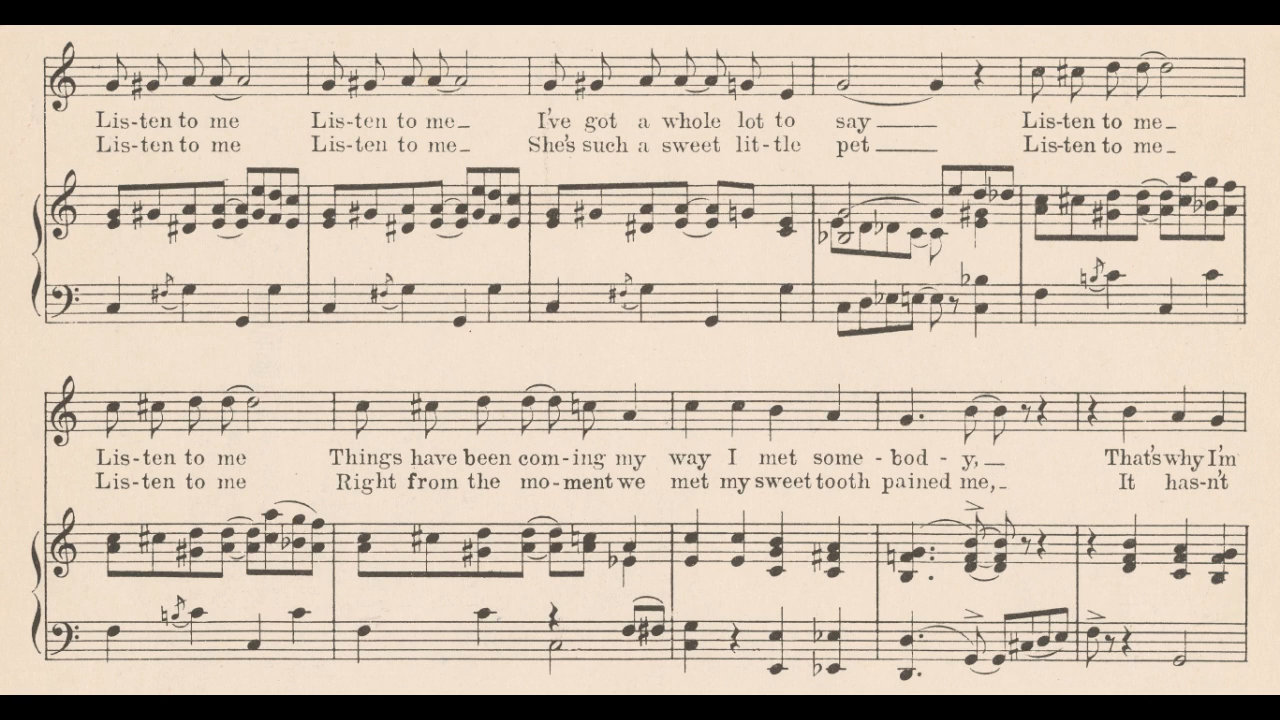 Lis-ten to me Lis-ten to me_ I've got a whole lot to say___ Lis-ten to me_
Lis-ten to me Lis-ten to me_ She's such a sweet lit-tle pet___ Lis-ten to me_
Lis-ten to me Things have been com-ing my way I met some-bod-y,_ That's why I'm
Lis-ten to me Right from the mo-ment we met my sweet tooth pained me,_ It has-n't